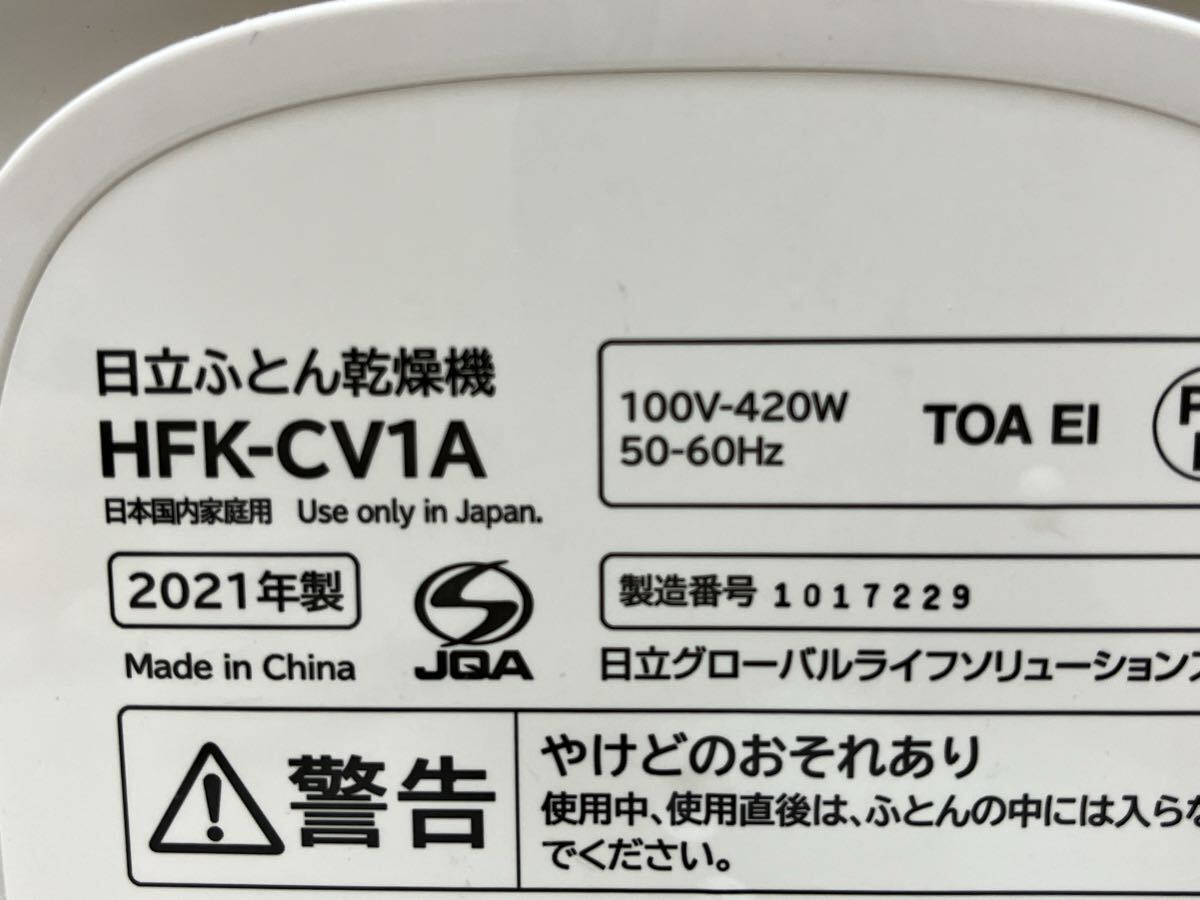 日立ふとん乾燥機
HFK-CV1A
日本国内家庭用 Use only in Japan.
2021年製
Made in China
JQA
100V-420W
50-60Hz
TOA EI
製造番号 1017229
日立グローバルライフソリューションズ
警告
やけどのおそれあり
使用中、使用直後は、ふとんの中には入らな
でください。